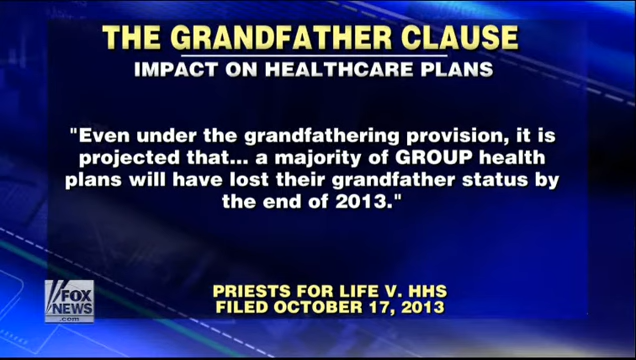 THE GRANDFATHER CLAUSE
IMPACT ON HEALTHCARE PLANS
"Even under the grandfathering provision, it is
projected that... a majority of GROUP health
plans will have lost their grandfather status by
the end of 2013."
PRIESTS FOR LIFE V. HHS
FILED OCTOBER 17, 2013
FOX
NEWS
.com